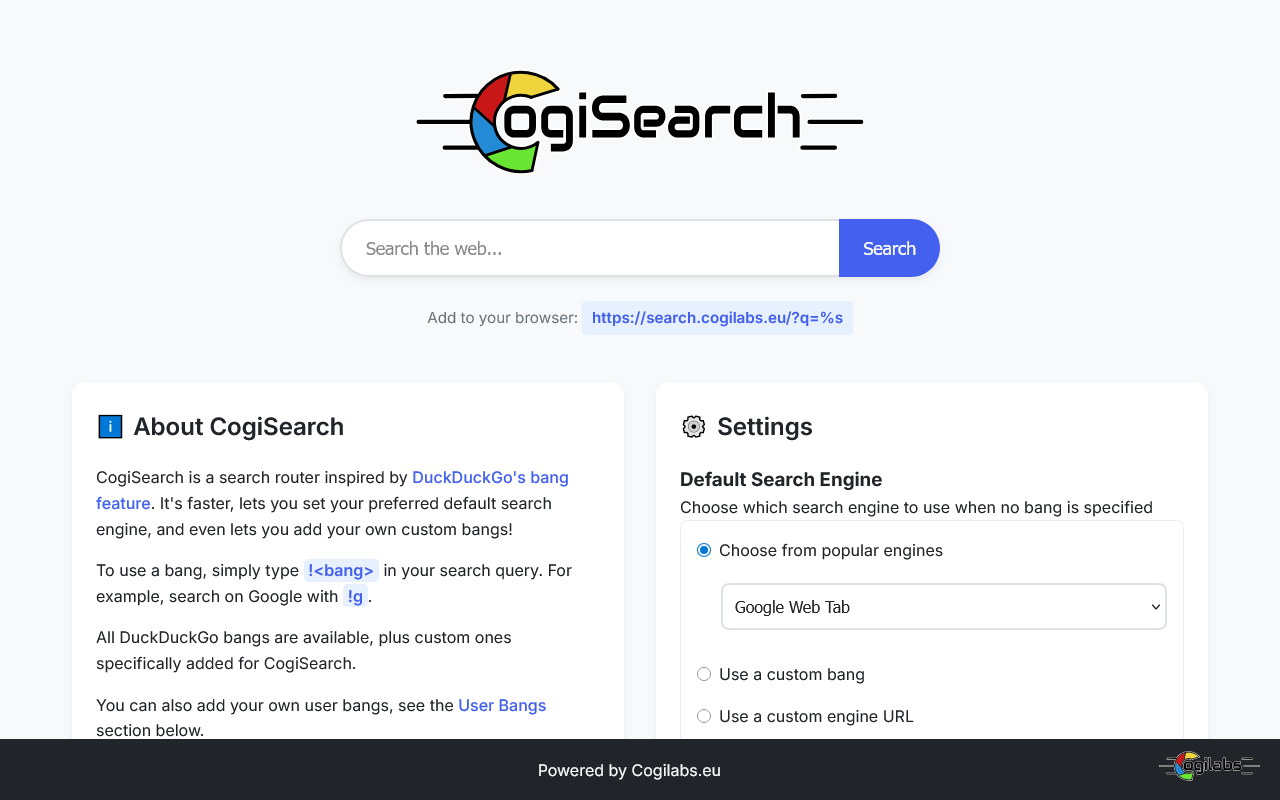 CogiSearch
Search the web...
Search
Add to your browser: https://search.cogilabs.eu/?q=%s
i About CogiSearch
CogiSearch is a search router inspired by DuckDuckGo's bang
feature. It's faster, lets you set your preferred default search
engine, and even lets you add your own custom bangs!
To use a bang, simply type !<bang> in your search query. For
example, search on Google with !g.
All DuckDuckGo bangs are available, plus custom ones
specifically added for CogiSearch.
You can also add your own user bangs, see the User Bangs
section below.
Settings
Default Search Engine
Choose which search engine to use when no bang is specified
Choose from popular engines
Google Web Tab
Use a custom bang
Use a custom engine URL
Powered by Cogilabs.eu
Cogilabs